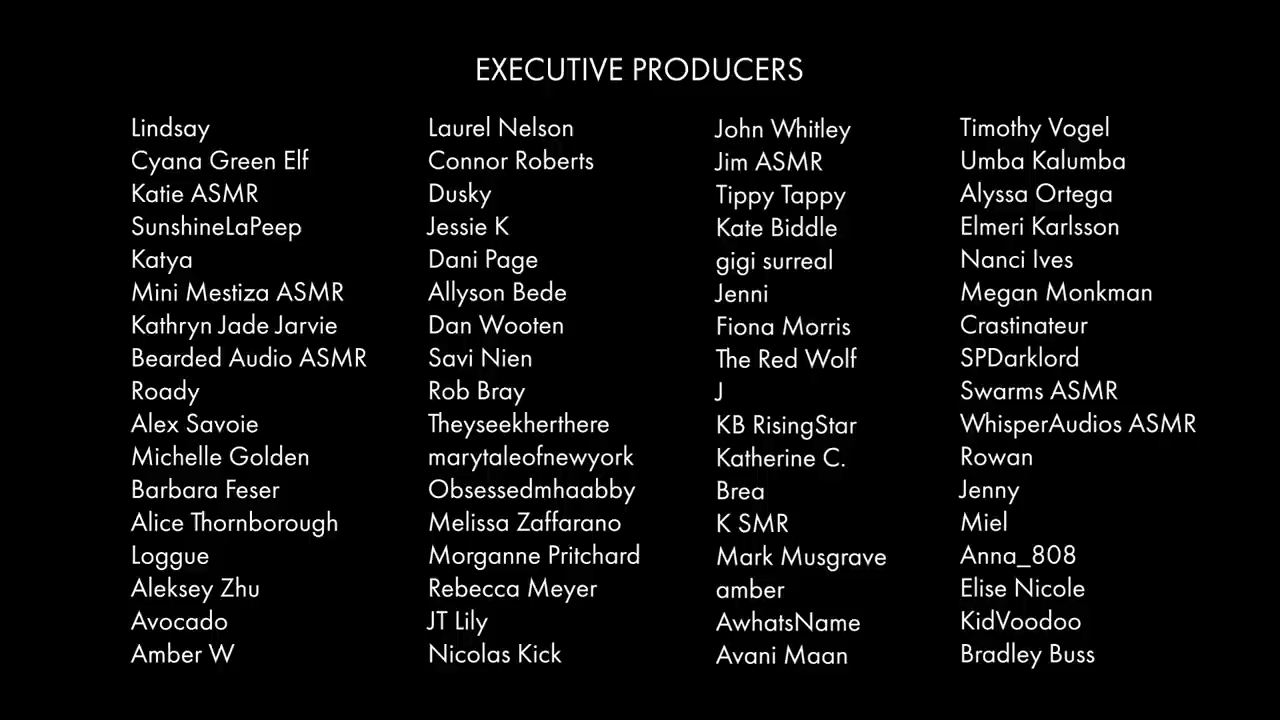 EXECUTIVE PRODUCERS
Lindsay
Cyana Green Elf
Katie ASMR
SunshineLaPeep
Katya
Mini Mestiza ASMR
Kathryn Jade Jarvie
Bearded Audio ASMR
Roady
Alex Savoie
Michelle Golden
Barbara Feser
Alice Thornborough
Loggue
Aleksey Zhu
Avocado
Amber W
Laurel Nelson
Connor Roberts
Dusky
Jessie K
Dani Page
Allyson Bede
Dan Wooten
Savi Nien
Rob Bray
Theyseekherthere
marytaleofnewyork
Obsessedmhaabby
Melissa Zaffarano
Morganne Pritchard
Rebecca Meyer
JT Lily
Nicolas Kick
John Whitley
Jim ASMR
Tippy Tappy
Kate Biddle
gigi surreal
Jenni
Fiona Morris
The Red Wolf
J
KB RisingStar
Katherine C.
Brea
K SMR
Mark Musgrave
amber
AwhatsName
Avani Maan
Timothy Vogel
Umba Kalumba
Alyssa Ortega
Elmeri Karlsson
Nanci Ives
Megan Monkman
Crastinateur
SPDarklord
Swarms ASMR
WhisperAudios ASMR
Rowan
Jenny
Miel
Anna_808
Elise Nicole
KidVoodoo
Bradley Buss